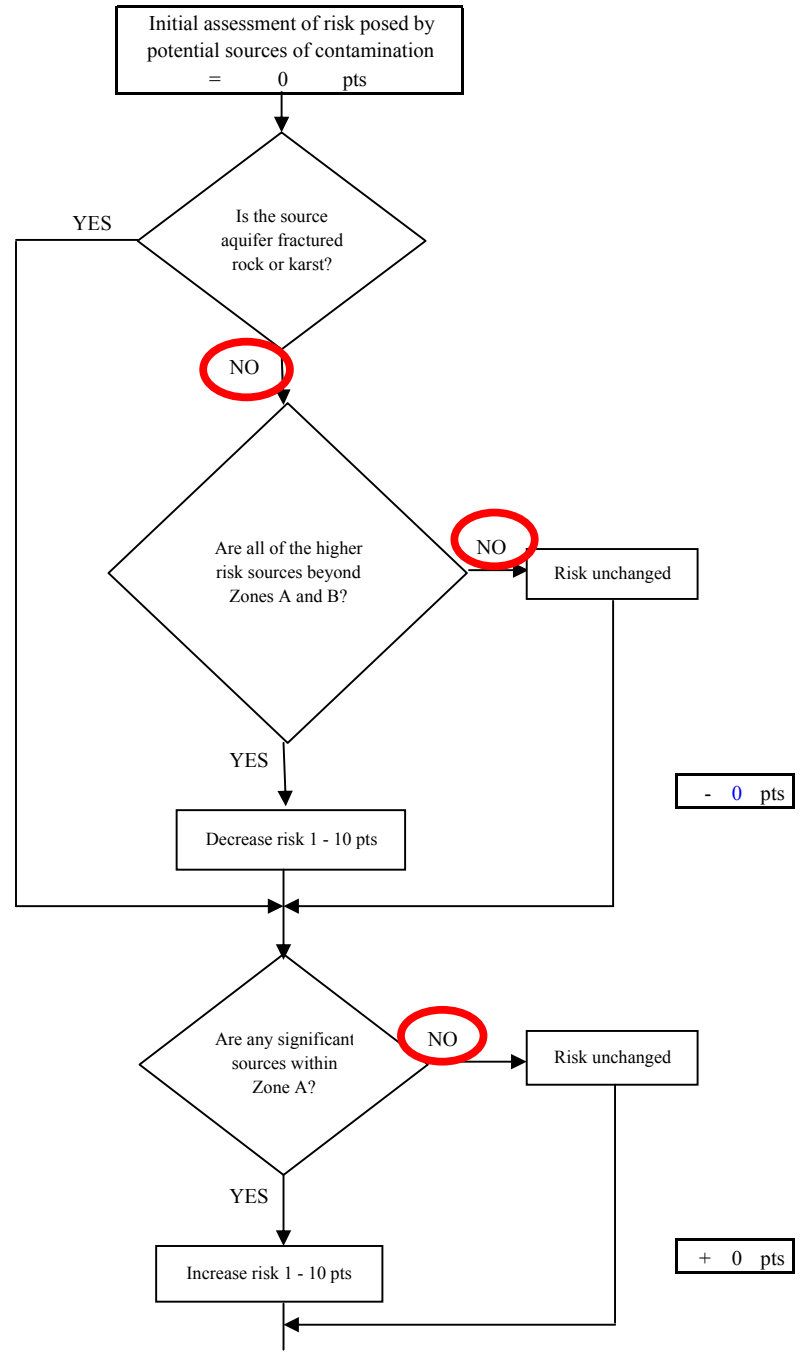 Initial assessment of risk posed by
potential sources of contamination
= 0 pts
YES
Is the source
aquifer fractured
rock or karst?
NO
Are all of the higher
risk sources beyond
Zones A and B?
NO
Risk unchanged
YES
- 0 pts
Decrease risk 1 - 10 pts
Are any significant
sources within
Zone A?
NO
Risk unchanged
YES
+ 0 pts
Increase risk 1 - 10 pts